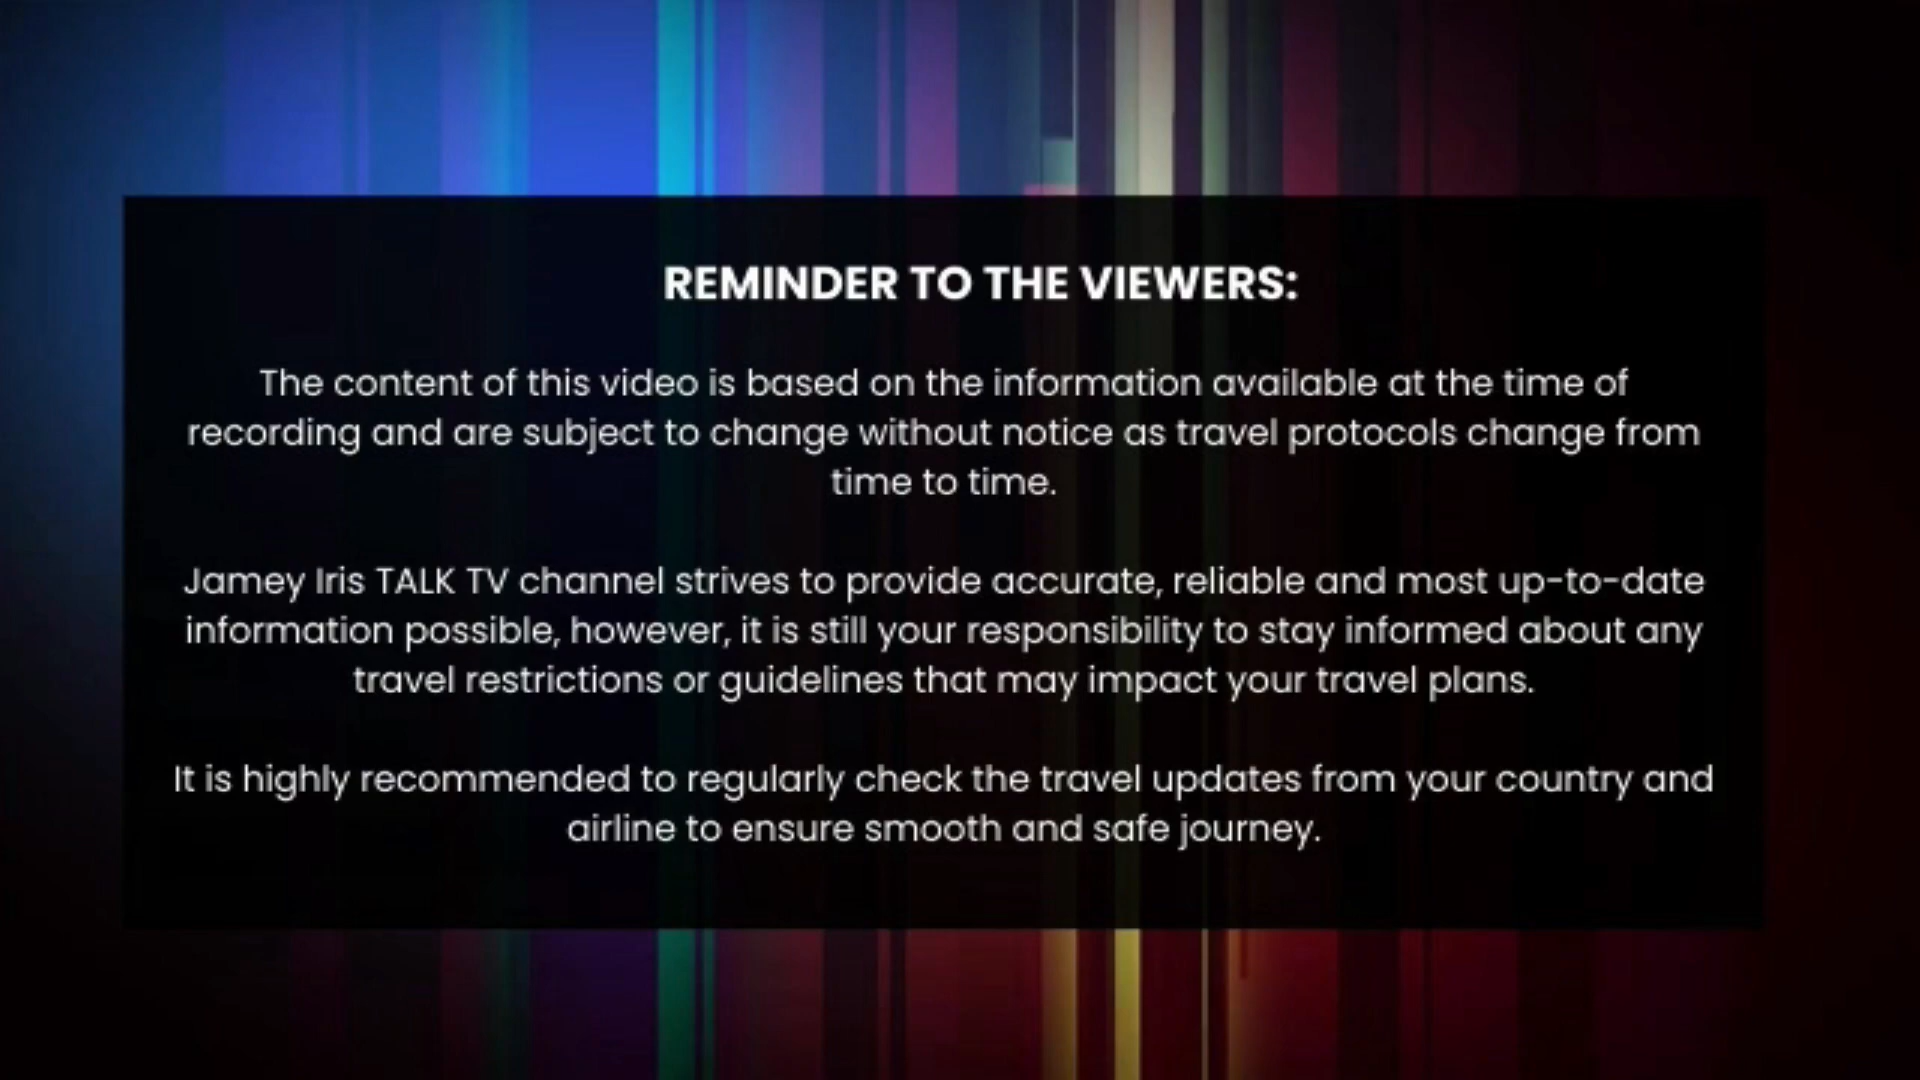 REMINDER TO THE VIEWERS:
The content of this video is based on the information available at the time of
recording and are subject to change without notice as travel protocols change from
time to time.
Jamey Iris TALK TV channel strives to provide accurate, reliable and most up-to-date
information possible, however, it is still your responsibility to stay informed about any
travel restrictions or guidelines that may impact your travel plans.
It is highly recommended to regularly check the travel updates from your country and
airline to ensure smooth and safe journey.